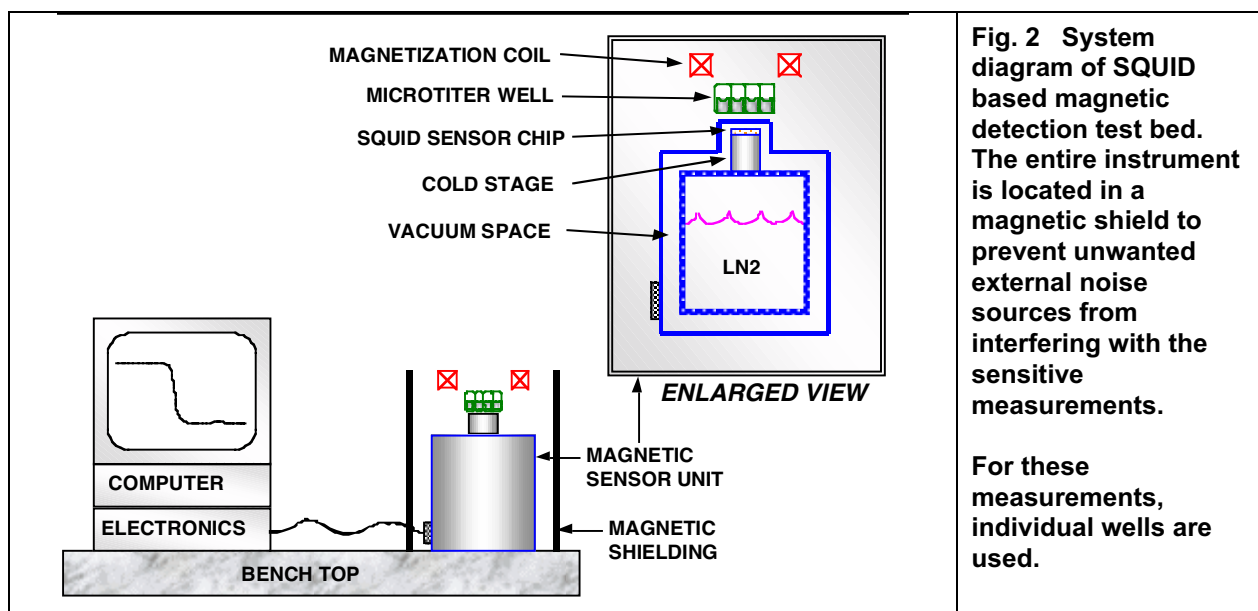 MAGNETIZATION COIL
MICROTITER WELL
SQUID SENSOR CHIP
COLD STAGE
VACUUM SPACE
LN2
ENLARGED VIEW
MAGNETIC
SENSOR UNIT
MAGNETIC
SHIELDING
COMPUTER
ELECTRONICS
BENCH TOP
Fig. 2 System
diagram of SQUID
based magnetic
detection test bed.
The entire instrument
is located in a
magnetic shield to
prevent unwanted
external noise
sources from
interfering with the
sensitive
measurements.
For these
measurements,
individual wells are
used.